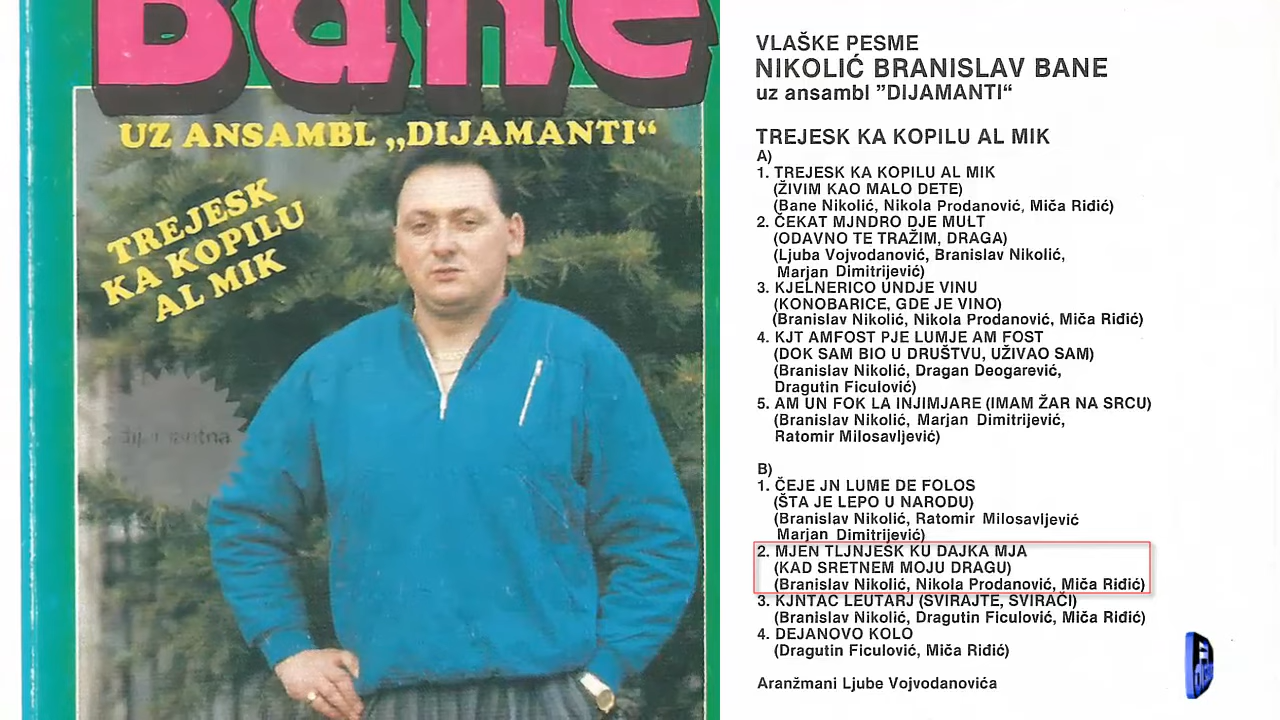 Bane
UZ ANSAMBL „DIJAMANTI“
TREJESK
KA KOPILU
AL MIK
VLAŠKE PESME
NIKOLIĆ BRANISLAV BANE
uz ansambl ”DIJAMANTI“
TREJESK KA KOPILU AL MIK
A)
1. TREJESK KA KOPILU AL MIK
(ŽIVIM KAO MALO DETE)
(Bane Nikolić, Nikola Prodanović, Miča Riđić)
2. ČEKAT MJNDRO DJE MULT
(ODAVNO TE TRAŽIM, DRAGA)
(Ljuba Vojvodanović, Branislav Nikolić,
Marjan Dimitrijević)
3. KJELNERICO UNDJE VINU
(KONOBARICE, GDE JE VINO)
(Branislav Nikolić, Nikola Prodanović, Miča Riđić)
4. KJT AMFOST PJE LUMJE AM FOST
(DOK SAM BIO U DRUŠTVU, UŽIVAO SAM)
(Branislav Nikolić, Dragan Deogarević,
Dragutin Ficulović)
5. AM UN FOK LA INJIMJARE (IMAM ŽAR NA SRCU)
(Branislav Nikolić, Marjan Dimitrijević,
Ratomir Milosavljević)
B)
1. ČEJE JN LUME DE FOLOS
(ŠTA JE LEPO U NARODU)
(Branislav Nikolić, Ratomir Milosavljević
Marjan Dimitrijević)
2. MJEN TLJNJESK KU DAJKA MJA
(KAD SRETNEM MOJU DRAGU)
(Branislav Nikolić, Nikola Prodanović, Miča Riđić)
3. KJNTAC LEUTARJ (SVIRAJTE, SVIRAČI)
(Branislav Nikolić, Dragutin Ficulović, Miča Riđić)
4. DEJANOVO KOLO
(Dragutin Ficulović, Miča Riđić)
Aranžmani Ljube Vojvodanovića